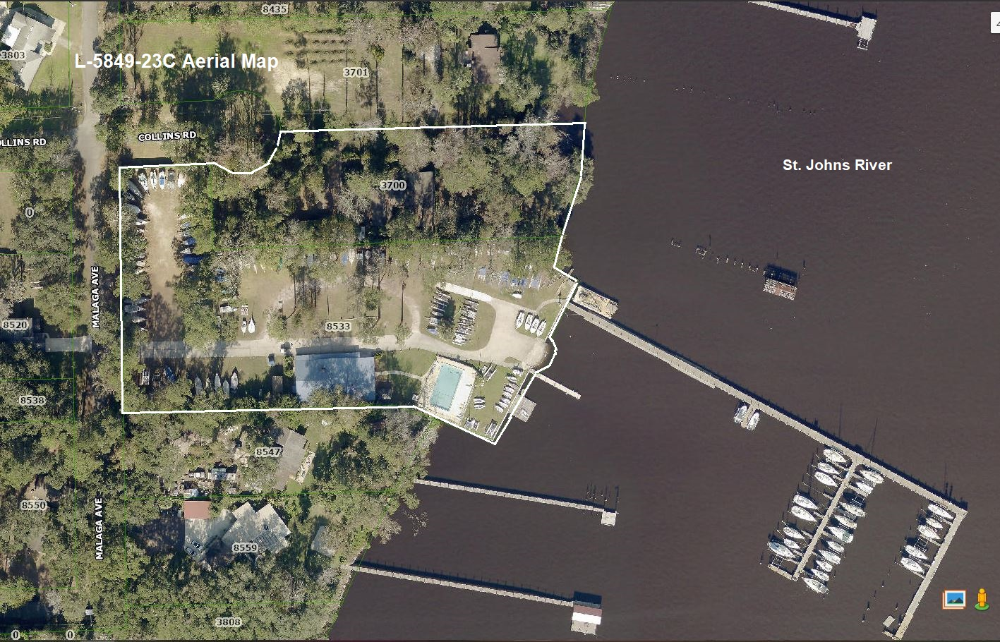 8435
3803
L-5849-23C Aerial Map
3701
COLLINS RD
OLLINS RD
St. Johns River
3700
0
MALAGA AVE
8520
8533
8538
8547
8550
MALAGA AVE
8559
3808
0
0